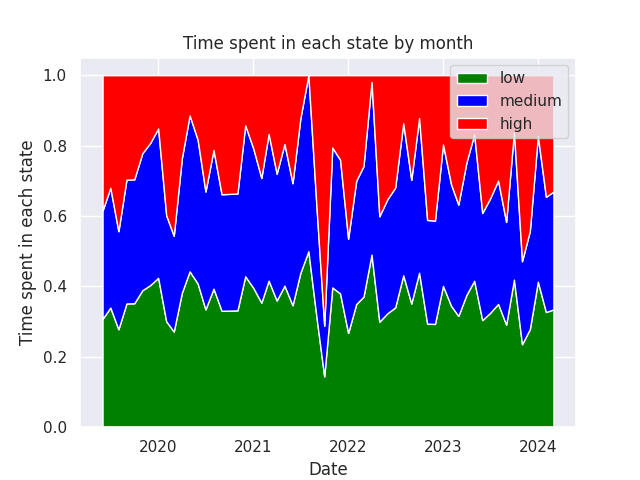 Time spent in each state by month
1.0
0.8
0.6
0.4
0.2
0.0
Time spent in each state
low
medium
high
2020
2021
2022
2023
2024
Date